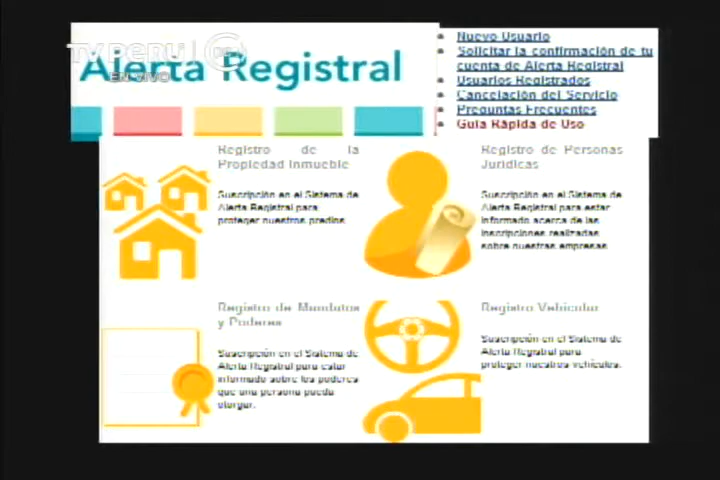 TV PERÚ
EN VIVO
Alerta Registral
Nuevo Usuario
Solicitar la confirmación de tu
cuenta de Alerta Registral
Usuarios Registrados
Cancelación del Servicio
Preguntas Frecuentes
Guía Rápida de Uso
Registro de la
Propiedad Inmueble
Suscripción en el Sistema de
Alerta Registral para
proteger nuestros predios.
Registro de Personas
Jurídicas
Suscripción en el Sistema de
Alerta Registral para estar
informado acerca de las
inscripciones realizadas
sobre nuestras empresas.
Registro de Mandatos
y Poderes
Suscripción en el Sistema de
Alerta Registral para estar
informado sobre los poderes
que una persona pueda
otorgar.
Registro Vehicular
Suscripción en el Sistema de
Alerta Registral para
proteger nuestros vehículos.